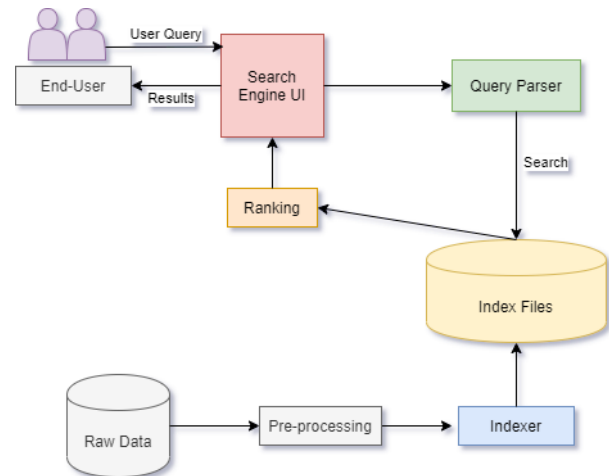 User Query
End-User
Results
Search
Engine UI
Query Parser
Search
Ranking
Index Files
Raw Data
Pre-processing
Indexer